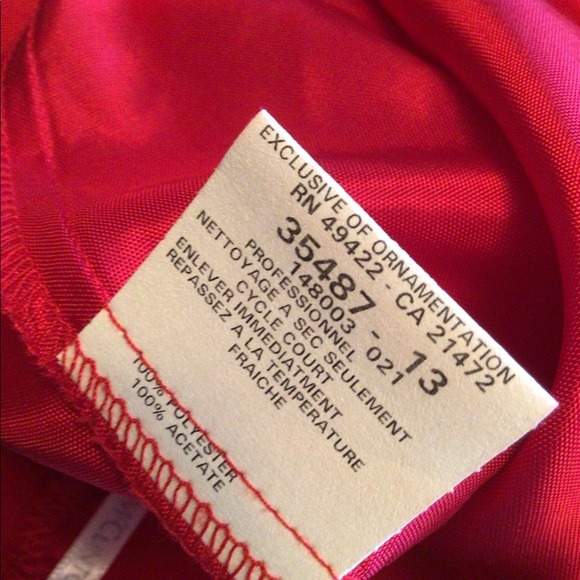 EXCLUSIVE OF ORNAMENTATION
RN 49422 - CA 21472
35487- 13
148003 021
NETTOYAGE A SEC SEULEMENT
PROFESSIONNEL
CYCLE COURT
ENLEVER IMMEDIATMENT
REPASSEZ A LA TEMPERATURE
FRAICHE
100% POLYESTER
100% ACETATE